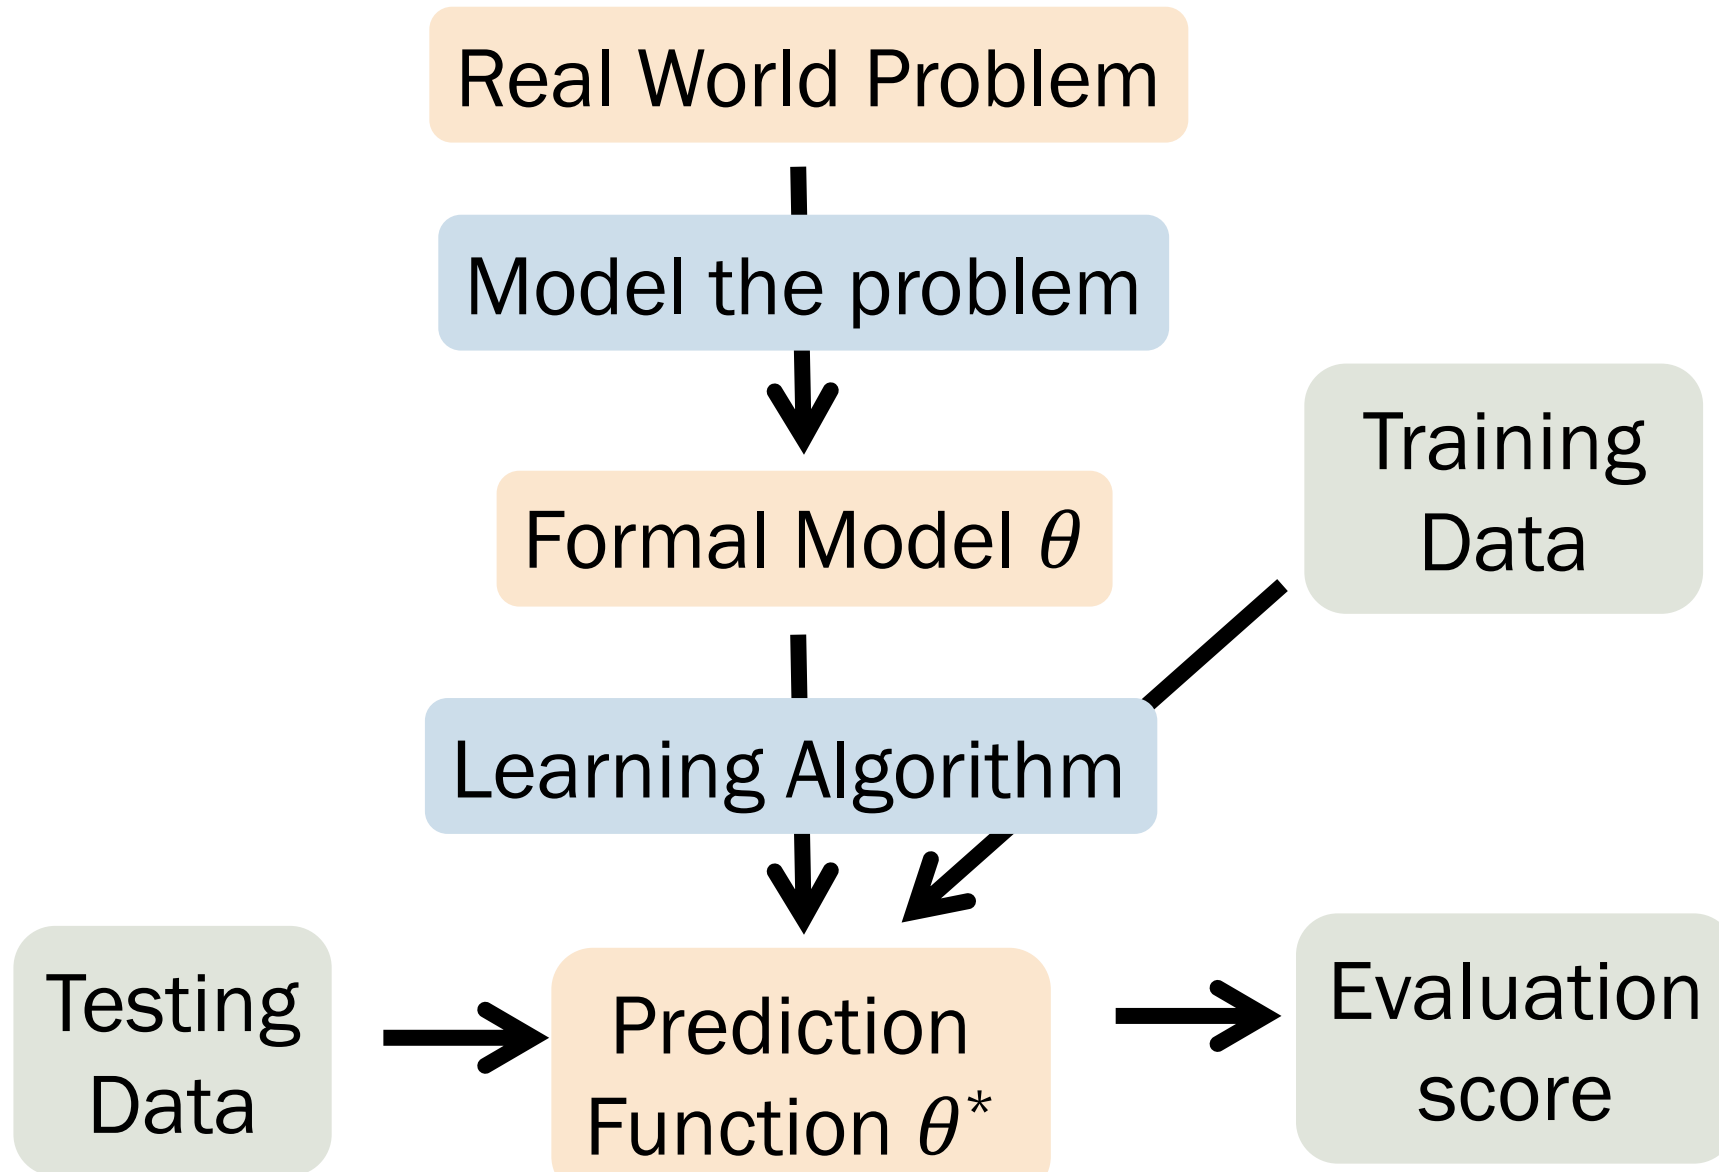 Real World Problem
Model the problem
Formal Model θ
Training
Data
Learning Algorithm
Testing
Data
Prediction
Function θ*
Evaluation
score